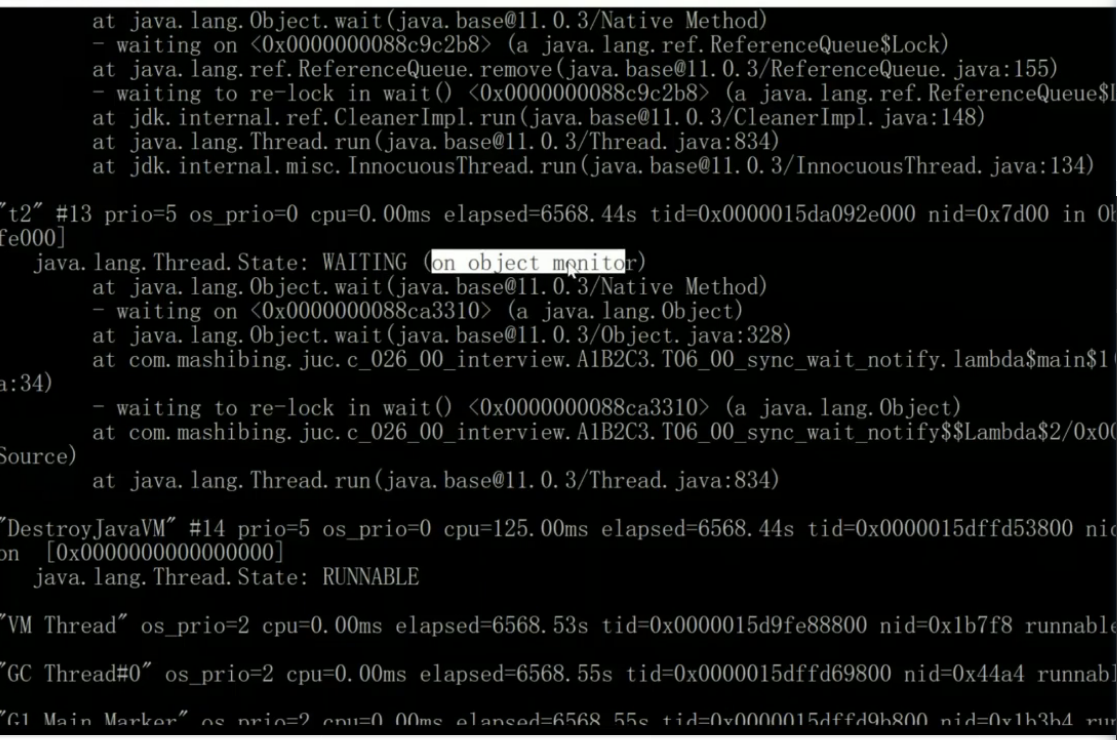 at java.lang.Object.wait(java.base@11.0.3/Native Method)
- waiting on <0x0000000088c9c2b8> (a java.lang.ref.ReferenceQueue$Lock)
at java.lang.ref.ReferenceQueue.remove(java.base@11.0.3/ReferenceQueue.java:155)
- waiting to re-lock in wait() <0x0000000088c9c2b8> (a java.lang.ref.ReferenceQueue$L
at jdk.internal.ref.CleanerImpl.run(java.base@11.0.3/CleanerImpl.java:148)
at java.lang.Thread.run(java.base@11.0.3/Thread.java:834)
at jdk.internal.misc.InnocuousThread.run(java.base@11.0.3/InnocuousThread.java:134)
"t2" #13 prio=5 os_prio=0 cpu=0.00ms elapsed=6568.44s tid=0x0000015da092e000 nid=0x7d00 in Ob
fe000]
java.lang.Thread.State: WAITING (on object monitor)
at java.lang.Object.wait(java.base@11.0.3/Native Method)
- waiting on <0x0000000088ca3310> (a java.lang.Object)
at java.lang.Object.wait(java.base@11.0.3/Object.java:328)
at com.mashibing.juc.c_026_00_interview.A1B2C3.T06_00_sync_wait_notify.lambda$main$1(
a:34)
- waiting to re-lock in wait() <0x0000000088ca3310> (a java.lang.Object)
at com.mashibing.juc.c_026_00_interview.A1B2C3.T06_00_sync_wait_notify$$Lambda$2/0x00
Source)
at java.lang.Thread.run(java.base@11.0.3/Thread.java:834)
"DestroyJavaVM" #14 prio=5 os_prio=0 cpu=125.00ms elapsed=6568.44s tid=0x0000015dffd53800 nid
on [0x0000000000000000]
java.lang.Thread.State: RUNNABLE
"VM Thread" os_prio=2 cpu=0.00ms elapsed=6568.53s tid=0x0000015d9fe88800 nid=0x1b7f8 runnable
"GC Thread#0" os_prio=2 cpu=0.00ms elapsed=6568.55s tid=0x0000015dffd69800 nid=0x44a4 runnabl
"G1 Main Marker" os_prio=2 cpu=0.00ms elapsed=6568.55s tid=0x0000015dffd9b800 nid=0x1b3b4 run